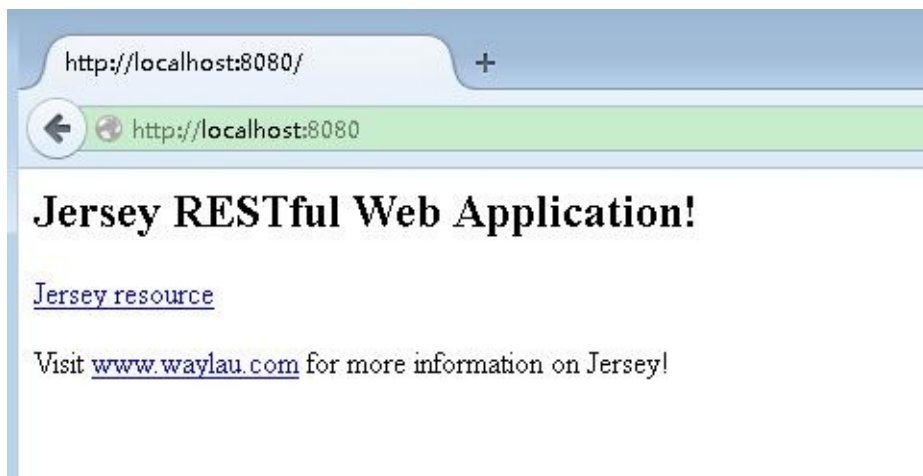 http://localhost:8080/
http://localhost:8080
Jersey RESTful Web Application!
Jersey resource
Visit www.waylau.com for more information on Jersey!